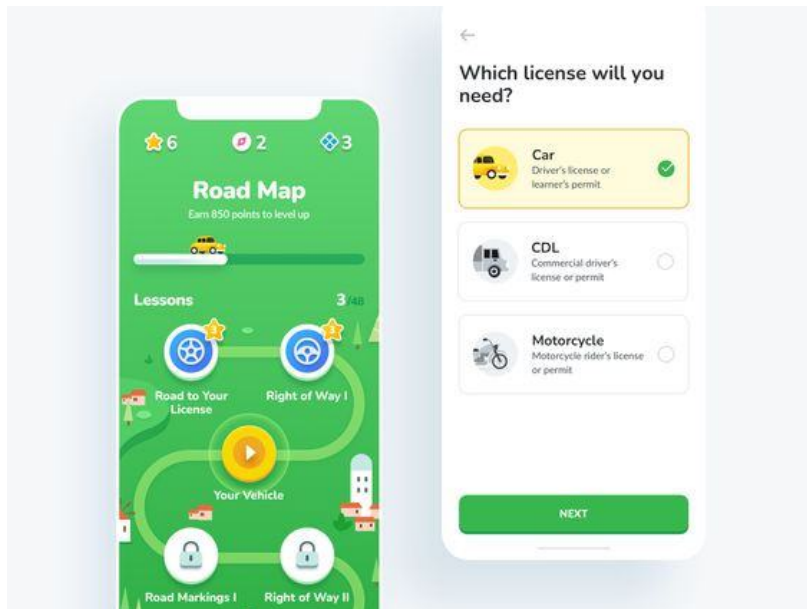 6
2
3
Road Map
Earn 850 points to level up
Lessons
3/48
3
3
Road to Your
License
Right of Way I
Your Vehicle
Road Markings I
Right of Way II
Which license will you
need?
Car
Driver's license or
learner's permit
CDL
Commercial driver's
license or permit
Motorcycle
Motorcycle rider's license
or permit
NEXT